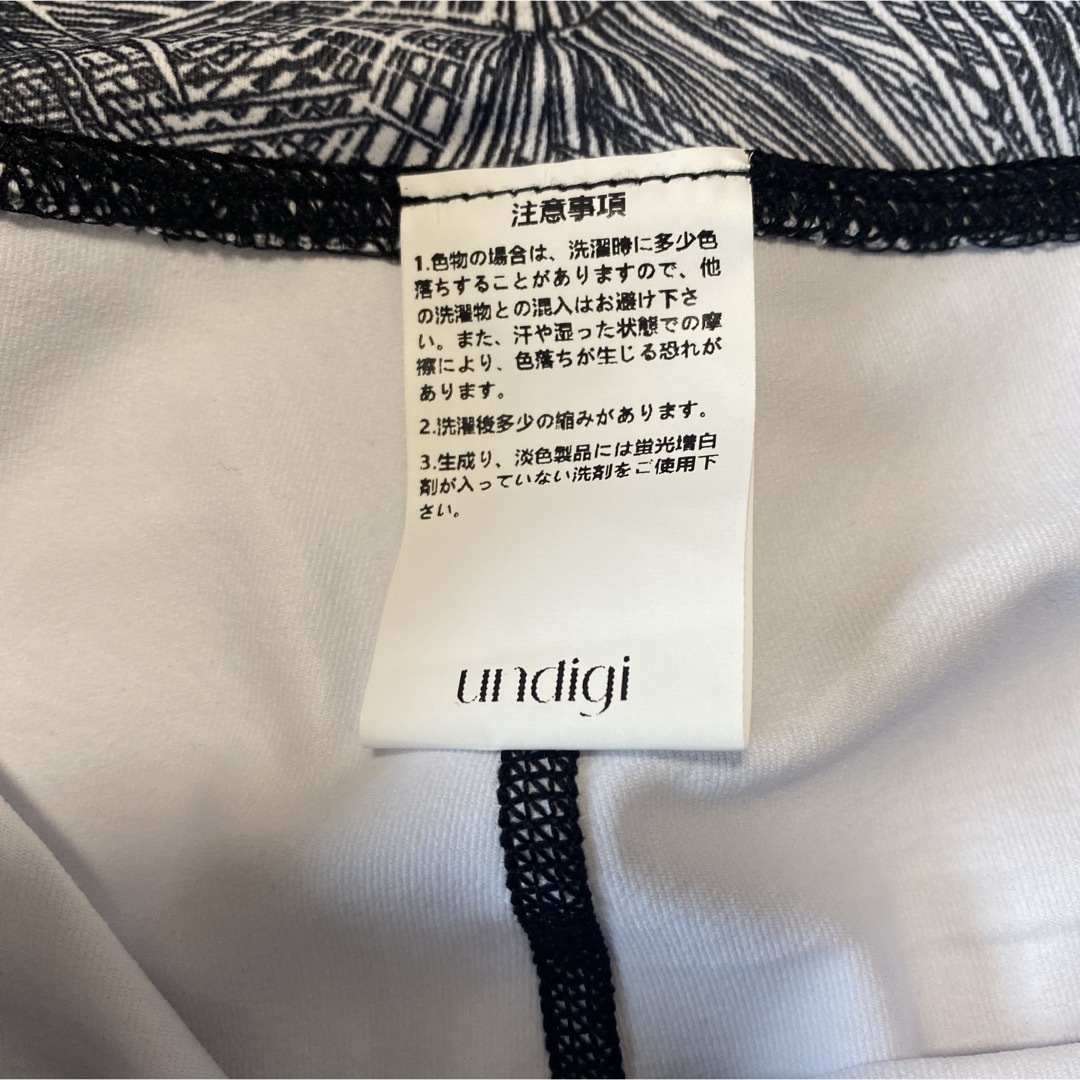 注意事項
1.色物の場合は、洗濯時に多少色
落ちすることがありますので、他
の洗濯物との混入はお避け下さ
い。また、汗や湿った状態での摩
擦により、色落ちが生じる恐れが
あります。
2.洗濯後多少の縮みがあります。
3.生成り、淡色製品には蛍光増白
剤が入っていない洗剤をご使用下
さい。
undigi